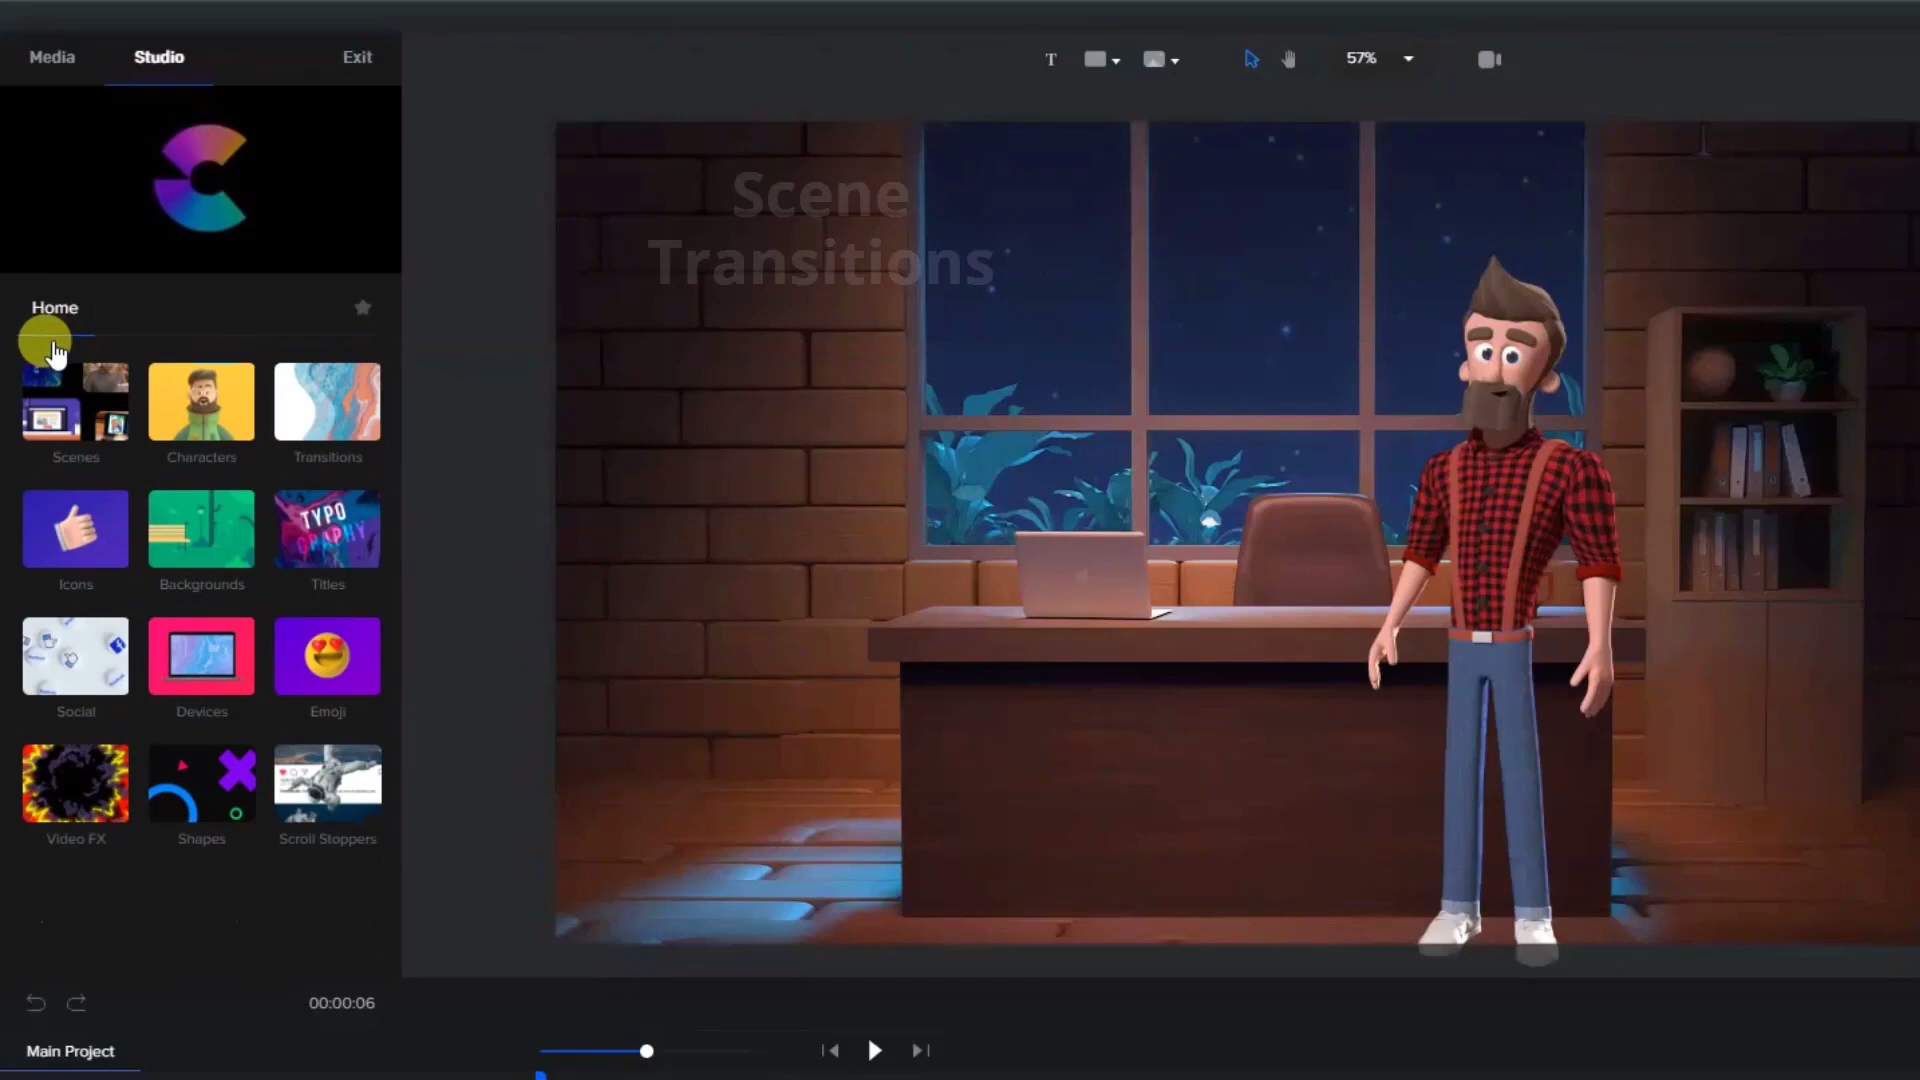 Media
Studio
Exit
T
57%
Scene
Transitions
Home
Scenes
Characters
Transitions
TYPO
GRAPHY
Icons
Backgrounds
Titles
Social
Devices
Emoji
Video FX
Shapes
Scroll Stoppers
00:00:06
Main Project